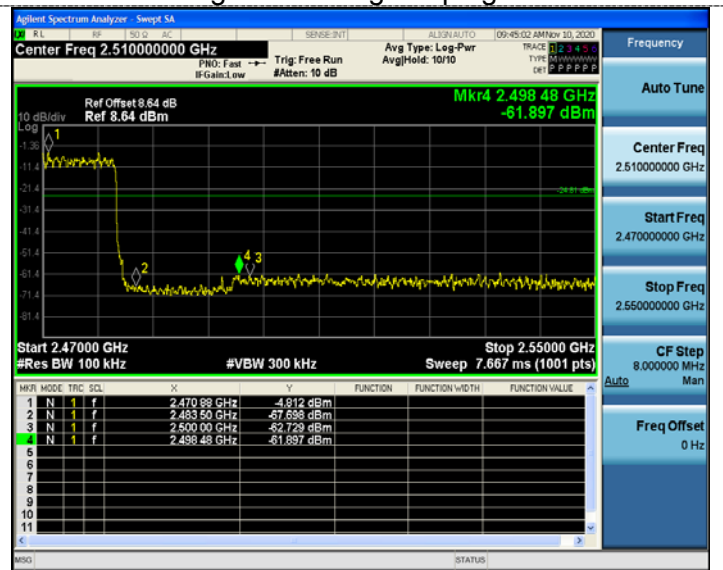 Agilent Spectrum Analyzer - Swept SA
RL RF 50 Ω AC SENSE:INT ALIGN AUTO 09:45:02 AM Nov 10, 2020
Center Freq 2.510000000 GHz
PNO: Fast
IFGain:Low
Trig: Free Run
#Atten: 10 dB
Avg Type: Log-Pwr
Avg|Hold: 10/10
TRACE 1 2 3 4 5 6
TYPE M
DET P P P P P P
Frequency
Auto Tune
Center Freq
2.510000000 GHz
Start Freq
2.470000000 GHz
Stop Freq
2.550000000 GHz
CF Step
8.000000 MHz
Auto Man
Freq Offset
0 Hz
Mkr4 2.498 48 GHz
-61.897 dBm
Ref Offset 8.64 dB
10 dB/div Ref 8.64 dBm
Log
1
-1.36
-11.4
-21.4
-24.81 dBm
-31.4
-41.4
-51.4
4 3
2
-61.4
-71.4
-81.4
Start 2.47000 GHz Stop 2.55000 GHz
#Res BW 100 kHz #VBW 300 kHz Sweep 7.667 ms (1001 pts)
MKR MODE TRC SCL X Y FUNCTION FUNCTION WIDTH FUNCTION VALUE
1 N 1 f 2.470 88 GHz -4.912 dBm
2 N 1 f 2.483 50 GHz -67.698 dBm
3 N 1 f 2.500 00 GHz -62.729 dBm
4 N 1 f 2.498 48 GHz -61.897 dBm
5
6
7
8
9
10
11
MSG STATUS